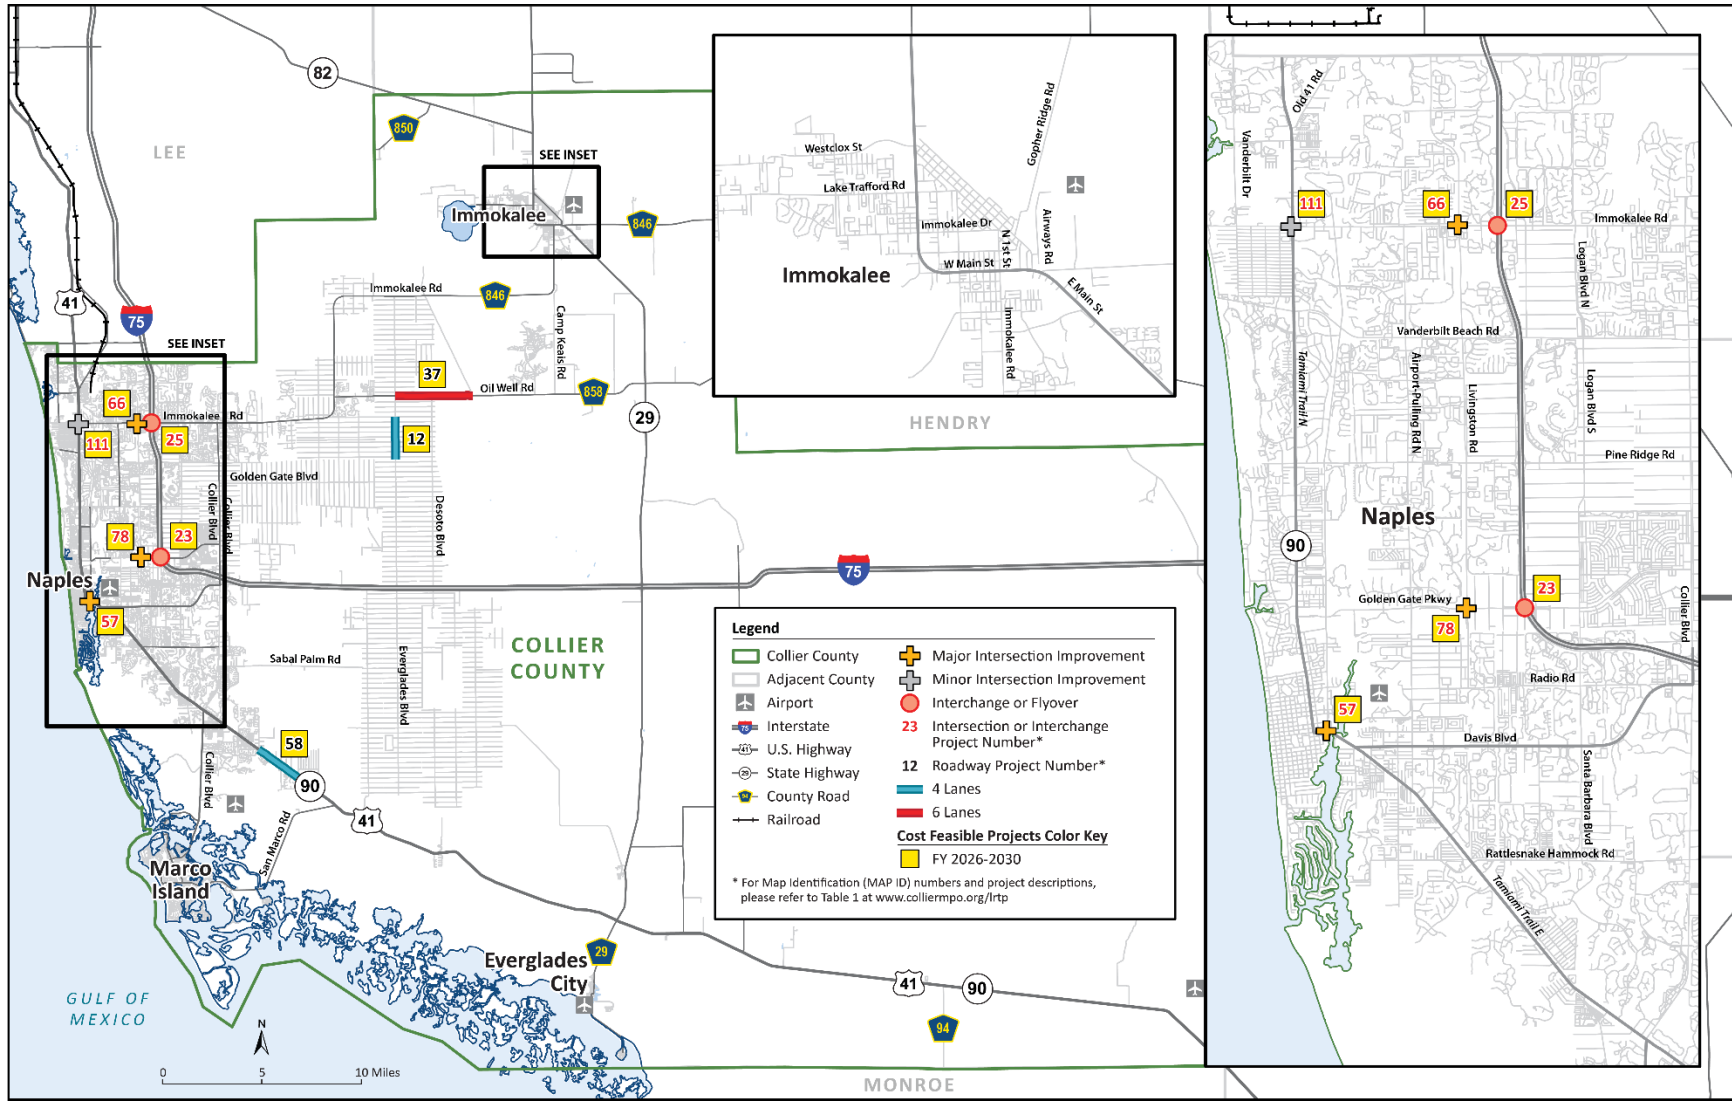 82
850
LEE
SEE INSET
Immokalee
846
41
75
SEE INSET
Immokalee Rd
846
Camp Keais Rd
37
Oil Well Rd
858
66
Immokalee Rd
111
25
12
29
Golden Gate Blvd
Collier Blvd
Collier Blvd
Desoto Blvd
78
23
Naples
57
75
HENDRY
COLLIER
COUNTY
Sabal Palm Rd
Everglades Blvd
58
90
41
Collier Blvd
San Marco Rd
Marco
Island
Everglades
City
29
41
90
94
GULF OF
MEXICO
N
0 5 10 Miles
MONROE
Westclox St
Lake Trafford Rd
Gopher Ridge Rd
Immokalee Dr
N 1st St
Airways Rd
W Main St
E Main St
Immokalee
Immokalee Rd
Legend
Collier County
Adjacent County
Airport
75 Interstate
41 U.S. Highway
29 State Highway
94 County Road
Railroad
Major Intersection Improvement
Minor Intersection Improvement
Interchange or Flyover
23 Intersection or Interchange
Project Number*
12 Roadway Project Number*
4 Lanes
6 Lanes
Cost Feasible Projects Color Key
FY 2026-2030
* For Map Identification (MAP ID) numbers and project descriptions,
please refer to Table 1 at www.colliermpo.org/lrtp
Old 41 Rd
Vanderbilt Dr
111
66
25
Immokalee Rd
Logan Blvd N
Vanderbilt Beach Rd
Tamiami Trail N
Airport-Pulling Rd N
Livingston Rd
Logan Blvd S
Pine Ridge Rd
Naples
90
Golden Gate Pkwy
78
23
Collier Blvd
Radio Rd
57
Davis Blvd
Santa Barbara Blvd
Rattlesnake Hammock Rd
Tamiami Trail E